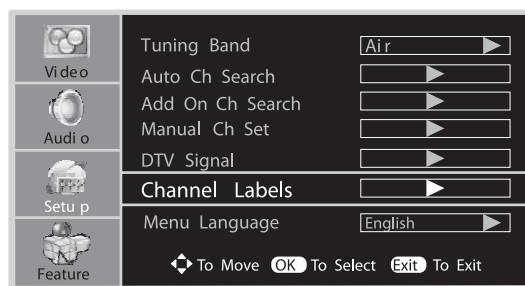 Video
Audio
Setup
Feature
Tuning Band Air
Auto Ch Search
Add On Ch Search
Manual Ch Set
DTV Signal
Channel Labels
Menu Language English
To Move OK To Select Exit To Exit